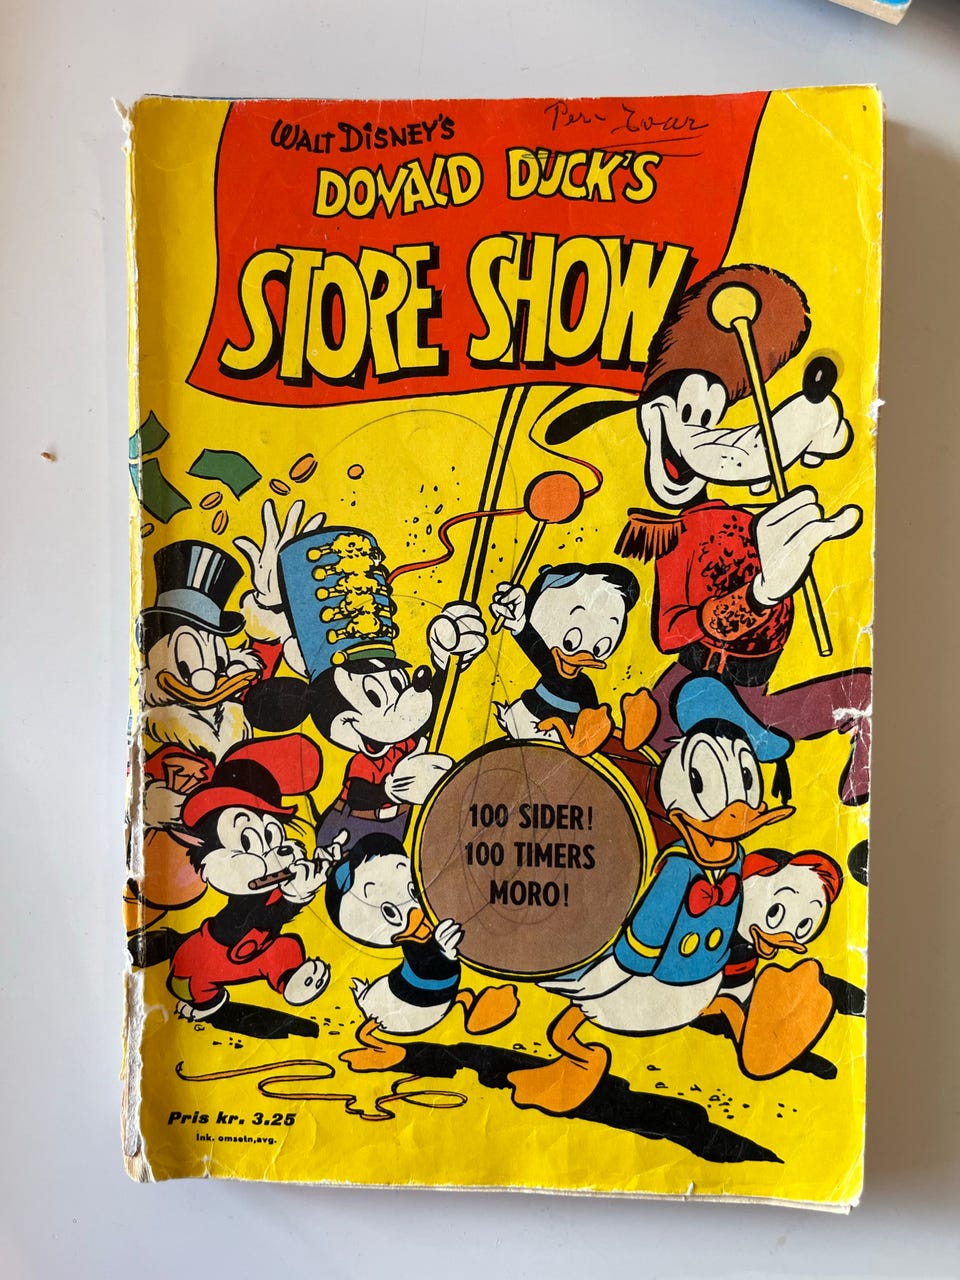 Per- Ivar
WALT DISNEY'S
DONALD DUCK'S
STORE SHOW
100 SIDER!
100 TIMERS
MORO!
Pris kr. 3.25
Ink. omsetn,avg.